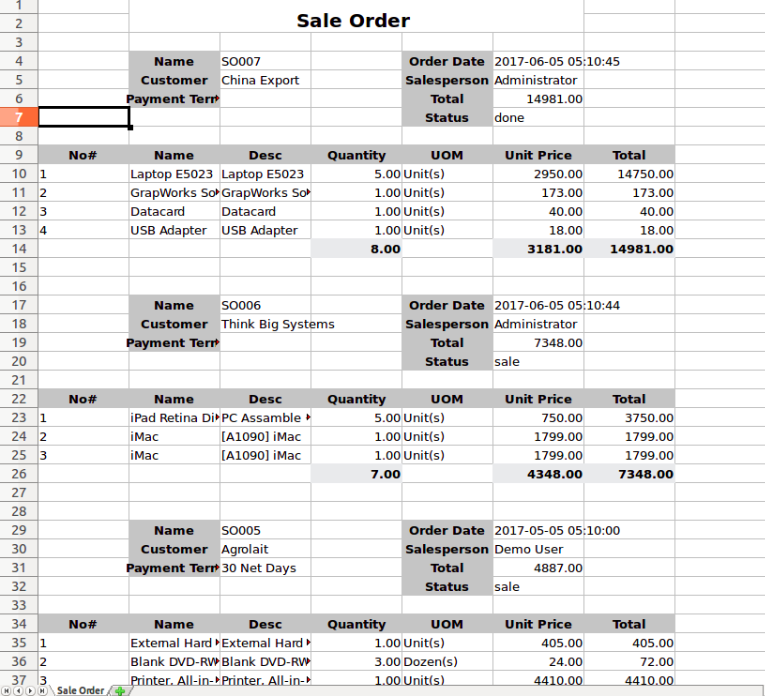 1
2 Sale Order
3
4 Name SO007 Order Date 2017-06-05 05:10:45
5 Customer China Export Salesperson Administrator
6 Payment Terr Total 14981.00
7 Status done
8
9 No# Name Desc Quantity UOM Unit Price Total
10 1 Laptop E5023 Laptop E5023 5.00 Unit(s) 2950.00 14750.00
11 2 GrapWorks So GrapWorks So 1.00 Unit(s) 173.00 173.00
12 3 Datacard Datacard 1.00 Unit(s) 40.00 40.00
13 4 USB Adapter USB Adapter 1.00 Unit(s) 18.00 18.00
14 8.00 3181.00 14981.00
15
16
17 Name SO006 Order Date 2017-06-05 05:10:44
18 Customer Think Big Systems Salesperson Administrator
19 Payment Terr Total 7348.00
20 Status sale
21
22 No# Name Desc Quantity UOM Unit Price Total
23 1 iPad Retina Di PC Assamble 5.00 Unit(s) 750.00 3750.00
24 2 iMac [A1090] iMac 1.00 Unit(s) 1799.00 1799.00
25 3 iMac [A1090] iMac 1.00 Unit(s) 1799.00 1799.00
26 7.00 4348.00 7348.00
27
28
29 Name SO005 Order Date 2017-05-05 05:10:00
30 Customer Agrolait Salesperson Demo User
31 Payment Terr 30 Net Days Total 4887.00
32 Status sale
33
34 No# Name Desc Quantity UOM Unit Price Total
35 1 External Hard External Hard 1.00 Unit(s) 405.00 405.00
36 2 Blank DVD-RW Blank DVD-RW 3.00 Dozen(s) 24.00 72.00
37 3 Printer, All-in- Printer, All-in- 1.00 Unit(s) 4410.00 4410.00
Sale Order